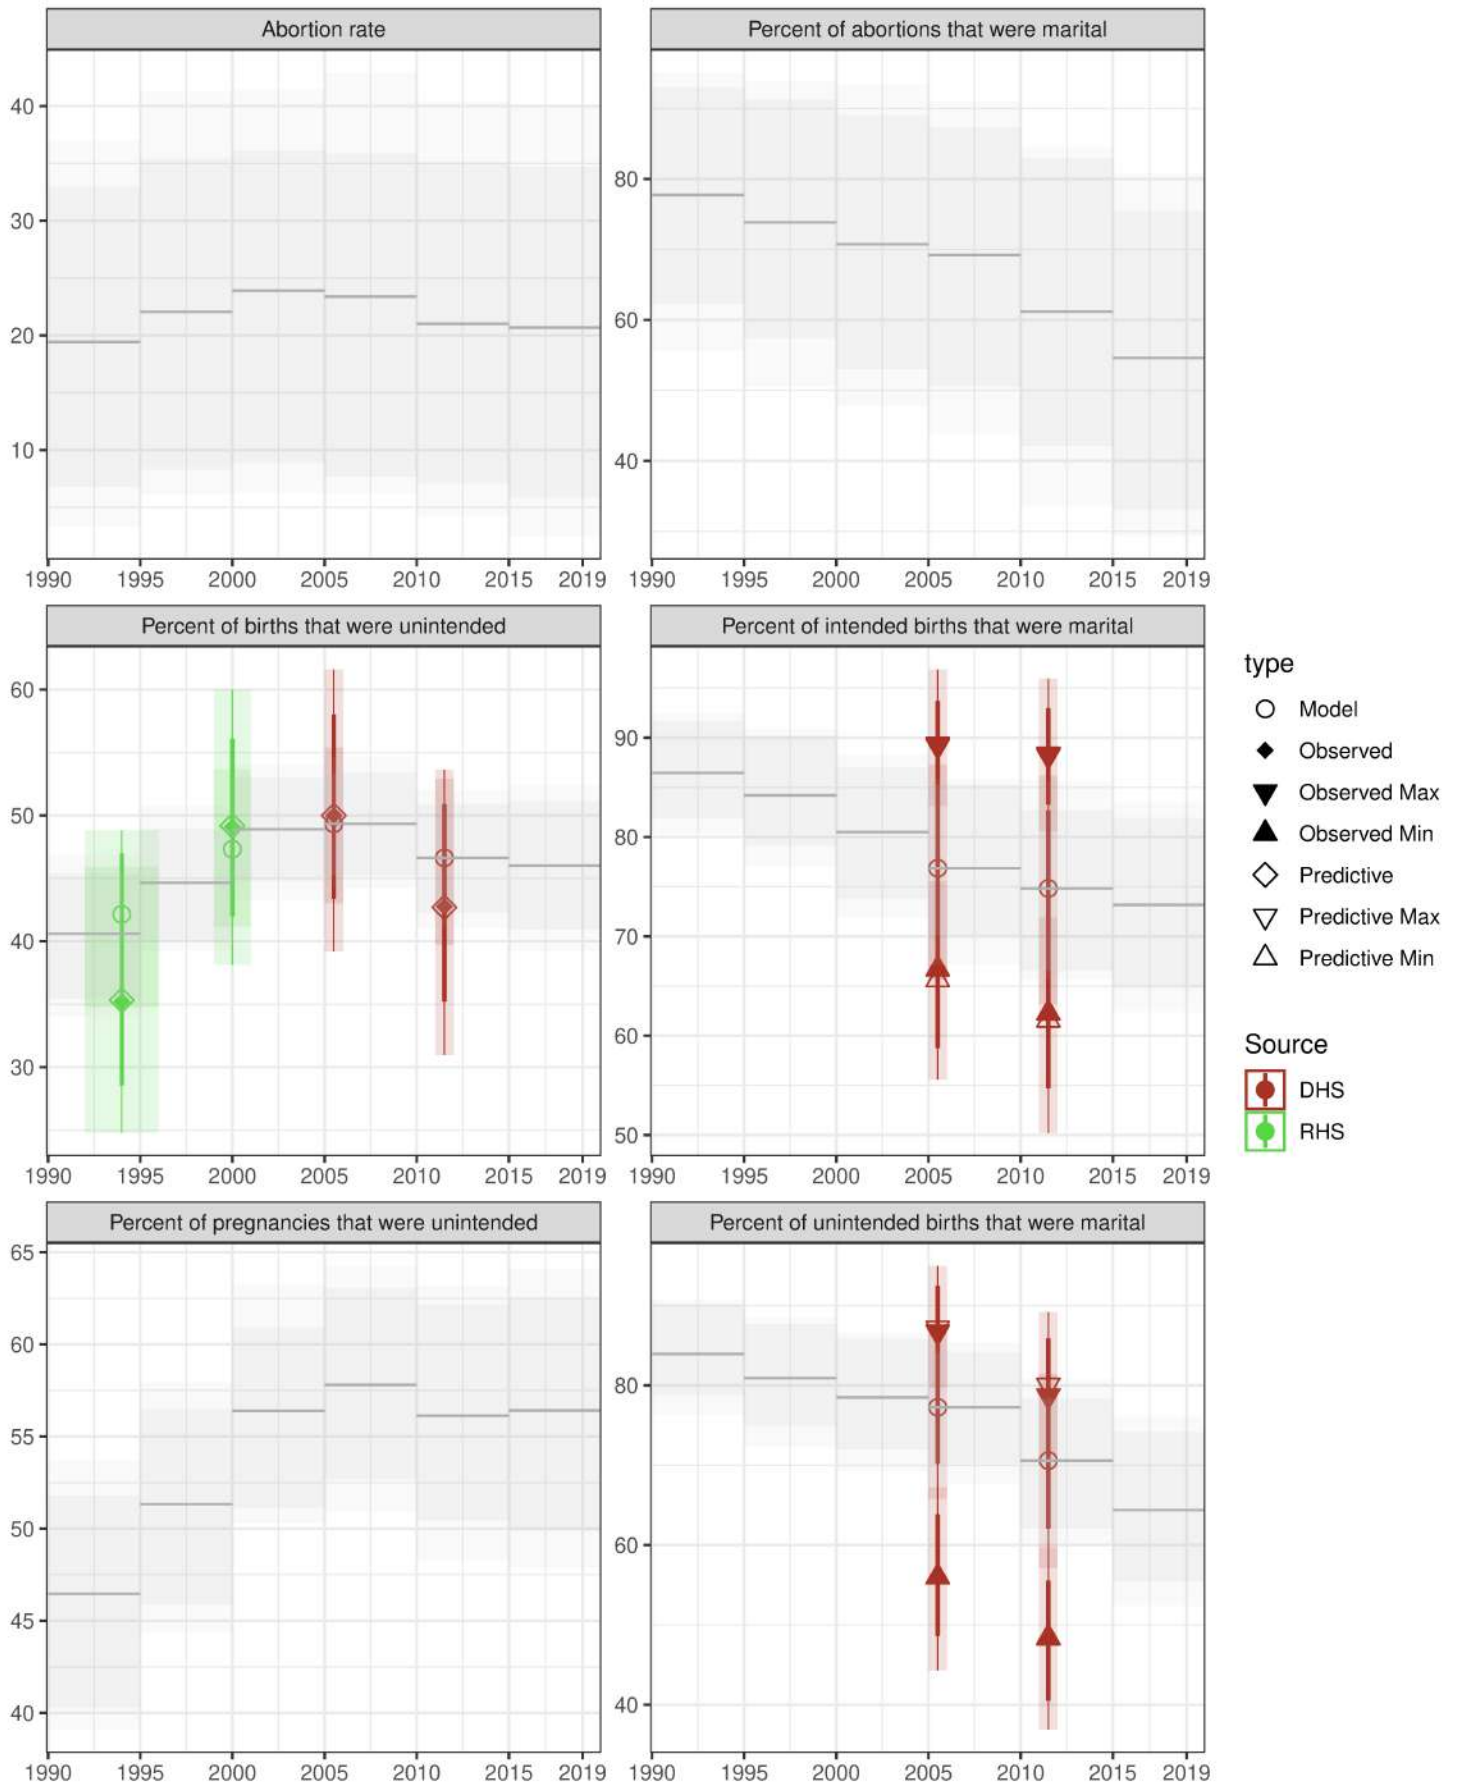 Abortion rate
Percent of abortions that were marital
40
30
20
10
80
60
40
1990 1995 2000 2005 2010 2015 2019
1990 1995 2000 2005 2010 2015 2019
Percent of births that were unintended
Percent of intended births that were marital
60
50
40
30
90
80
70
60
50
1990 1995 2000 2005 2010 2015 2019
1990 1995 2000 2005 2010 2015 2019
type
Model
Observed
Observed Max
Observed Min
Predictive
Predictive Max
Predictive Min
Source
DHS
RHS
Percent of pregnancies that were unintended
Percent of unintended births that were marital
65
60
55
50
45
40
80
60
40
1990 1995 2000 2005 2010 2015 2019
1990 1995 2000 2005 2010 2015 2019